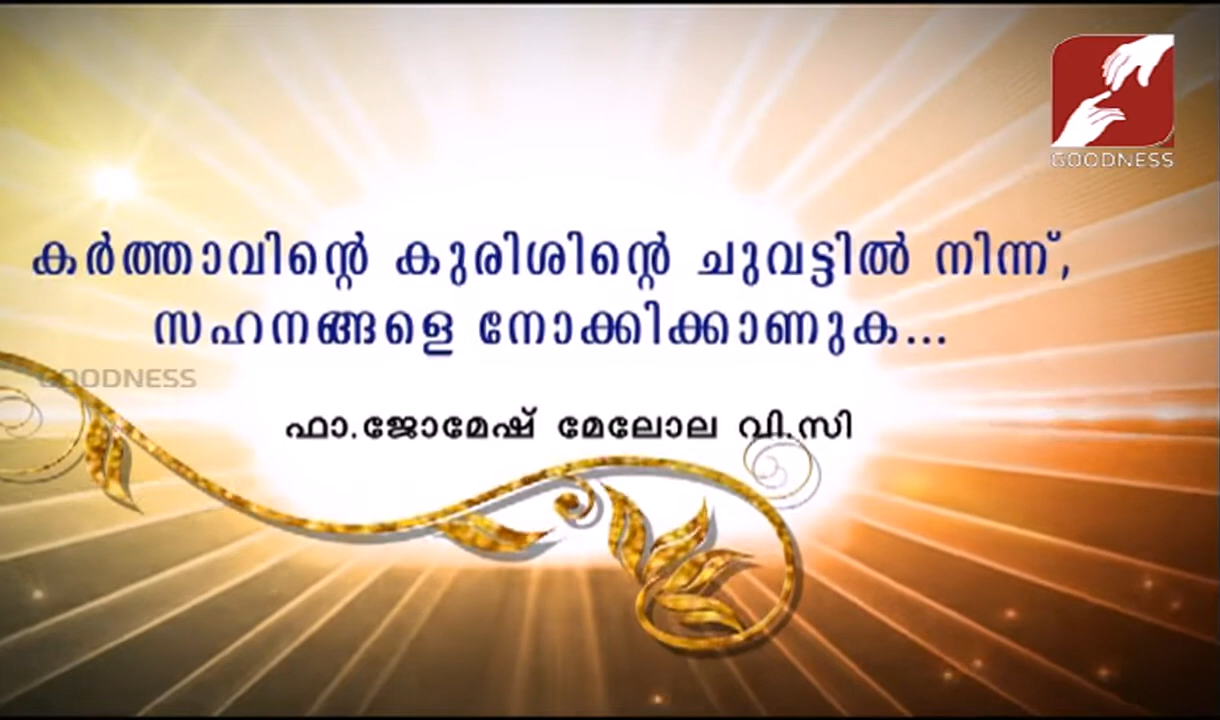 GOODNESS
കർത്താവിന്റെ കുരിശിന്റെ ചുവട്ടിൽ നിന്ന്,
സഹനങ്ങളെ നോക്കിക്കാണുക...
GOODNESS
ഫാ.ജോമേഷ് മേലോല വി.സി